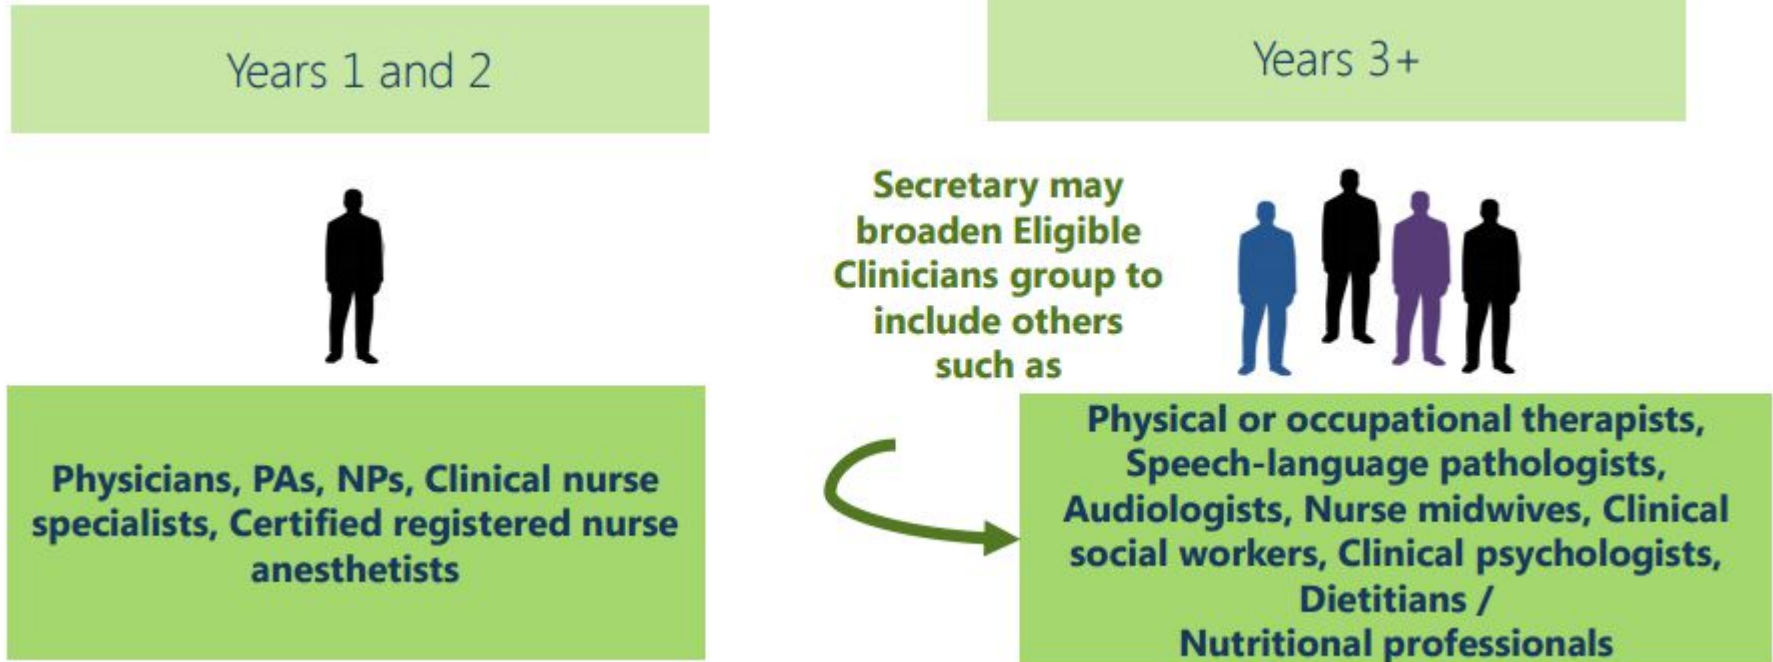 Years 1 and 2
Physicians, PAs, NPs, Clinical nurse
specialists, Certified registered nurse
anesthetists
Years 3+
Secretary may
broaden Eligible
Clinicians group to
include others
such as
Physical or occupational therapists,
Speech-language pathologists,
Audiologists, Nurse midwives, Clinical
social workers, Clinical psychologists,
Dietitians /
Nutritional professionals